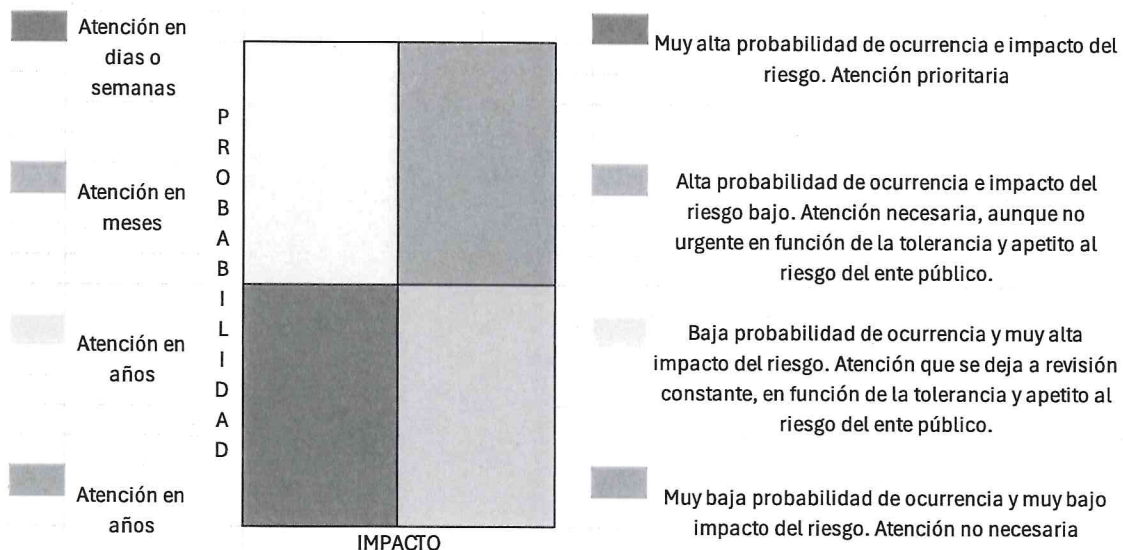 Atención en
dias o
semanas
Atención en
meses
Atención en
años
Atención en
años
P
R
O
B
A
B
I
L
I
D
A
D
IMPACTO
Muy alta probabilidad de ocurrencia e impacto del
riesgo. Atención prioritaria
Alta probabilidad de ocurrencia e impacto del
riesgo bajo. Atención necesaria, aunque no
urgente en función de la tolerancia y apetito al
riesgo del ente público.
Baja probabilidad de ocurrencia y muy alta
impacto del riesgo. Atención que se deja a revisión
constante, en función de la tolerancia y apetito al
riesgo del ente público.
Muy baja probabilidad de ocurrencia y muy bajo
impacto del riesgo. Atención no necesaria